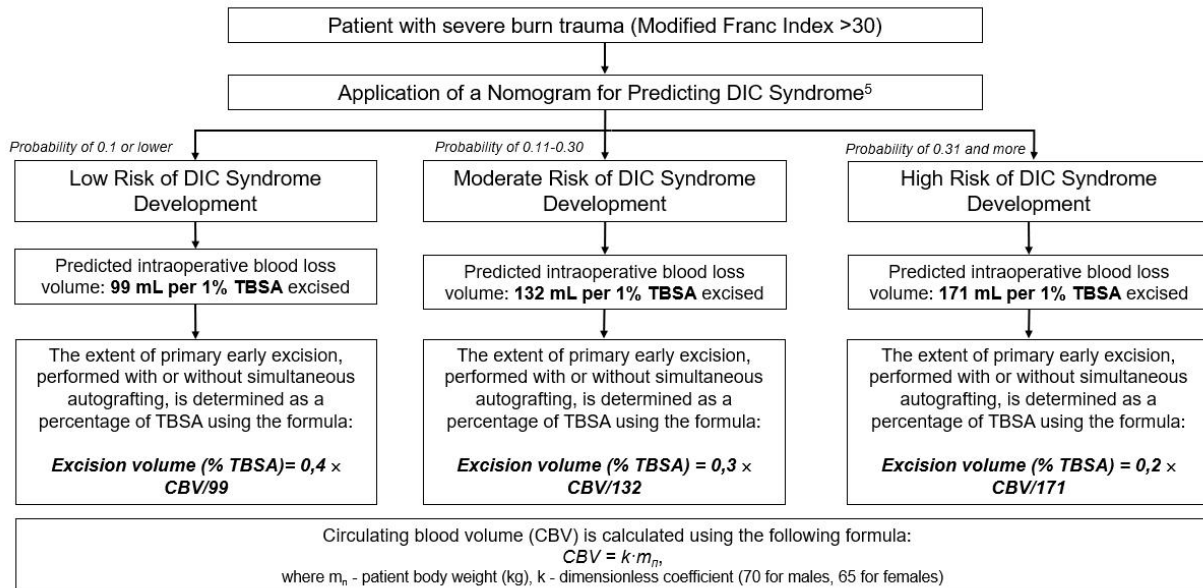 Patient with severe burn trauma (Modified Franc Index >30)
Application of a Nomogram for Predicting DIC Syndrome⁵
Probability of 0.1 or lower
Low Risk of DIC Syndrome
Development
Predicted intraoperative blood loss
volume: 99 mL per 1% TBSA excised
The extent of primary early excision,
performed with or without simultaneous
autografting, is determined as a
percentage of TBSA using the formula:
Excision volume (% TBSA)= 0,4 ×
CBV/99
Probability of 0.11-0.30
Moderate Risk of DIC Syndrome
Development
Predicted intraoperative blood loss
volume: 132 mL per 1% TBSA excised
The extent of primary early excision,
performed with or without simultaneous
autografting, is determined as a
percentage of TBSA using the formula:
Excision volume (% TBSA) = 0,3 ×
CBV/132
Probability of 0.31 and more
High Risk of DIC Syndrome
Development
Predicted intraoperative blood loss
volume: 171 mL per 1% TBSA excised
The extent of primary early excision,
performed with or without simultaneous
autografting, is determined as a
percentage of TBSA using the formula:
Excision volume (% TBSA) = 0,2 ×
CBV/171
Circulating blood volume (CBV) is calculated using the following formula:
CBV = k·mₙ,
where mₙ - patient body weight (kg), k - dimensionless coefficient (70 for males, 65 for females)